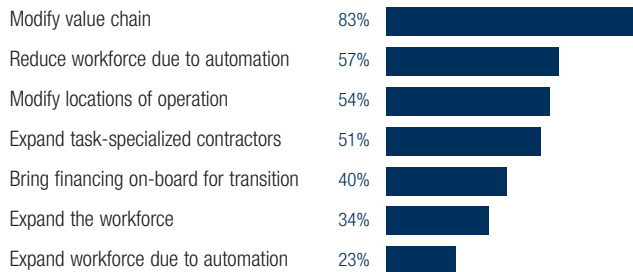 Modify value chain 83%
Reduce workforce due to automation 57%
Modify locations of operation 54%
Expand task-specialized contractors 51%
Bring financing on-board for transition 40%
Expand the workforce 34%
Expand workforce due to automation 23%